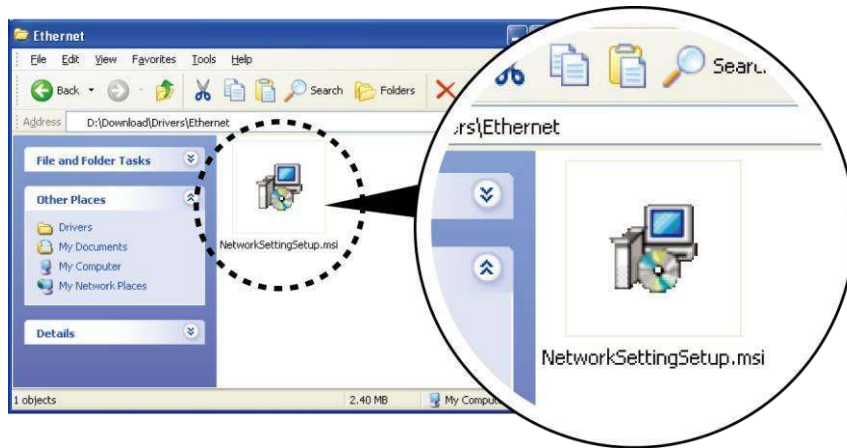 Ethernet
File Edit View Favorites Tools Help
Back Search Folders
Address D:\Download\Drivers\Ethernet
File and Folder Tasks
Other Places
Drivers
My Documents
My Computer
My Network Places
Details
NetworkSettingSetup.msi
1 objects 2.40 MB My Comput
Sear
rs\Ethernet
NetworkSettingSetup.msi